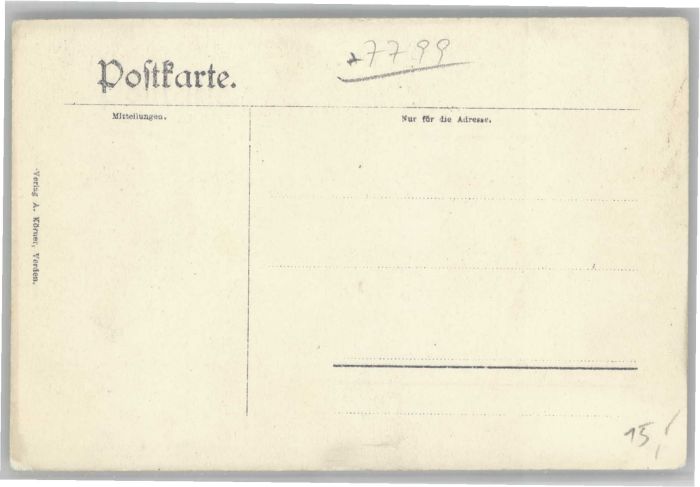 Postkarte.
*7799
Mitteilungen.
Nur für die Adresse.
Verlag A. Körner, Verden.
15,